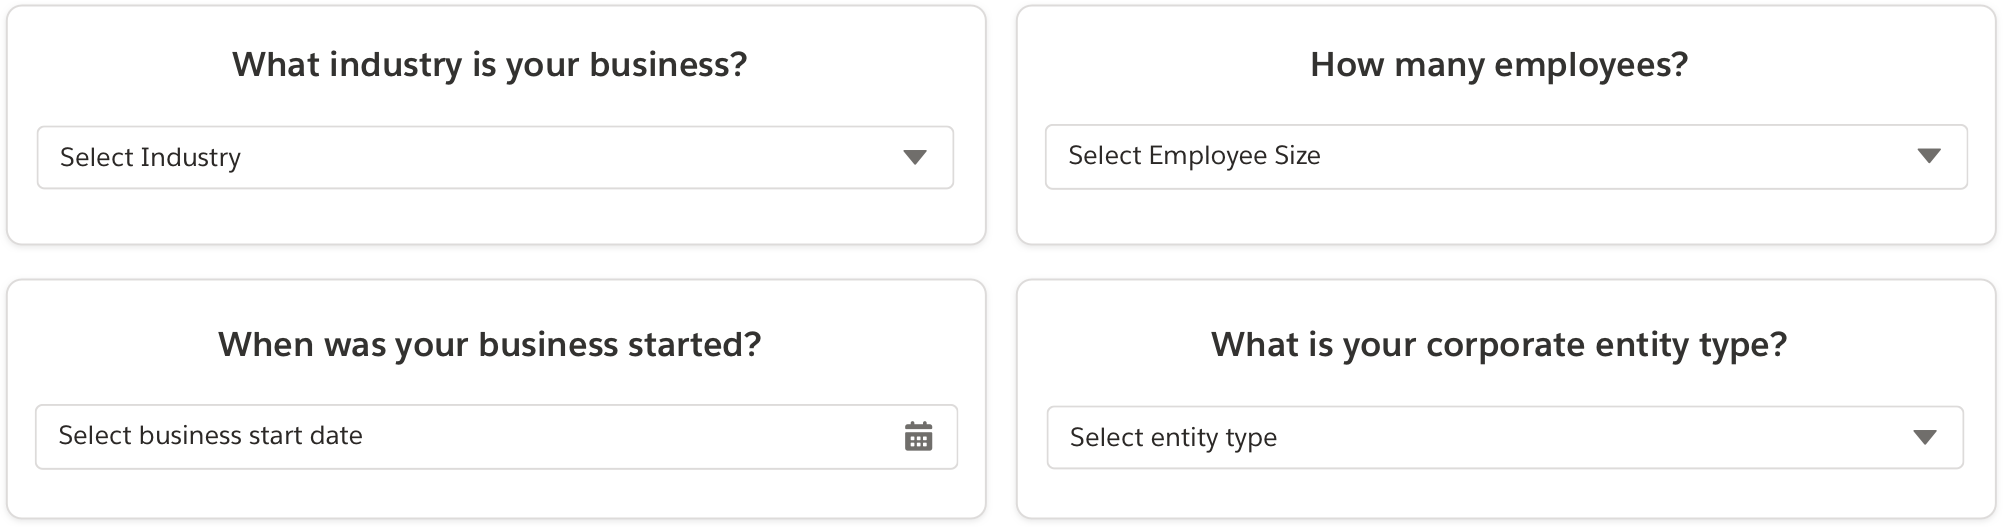 What industry is your business?
Select Industry
How many employees?
Select Employee Size
When was your business started?
Select business start date
What is your corporate entity type?
Select entity type